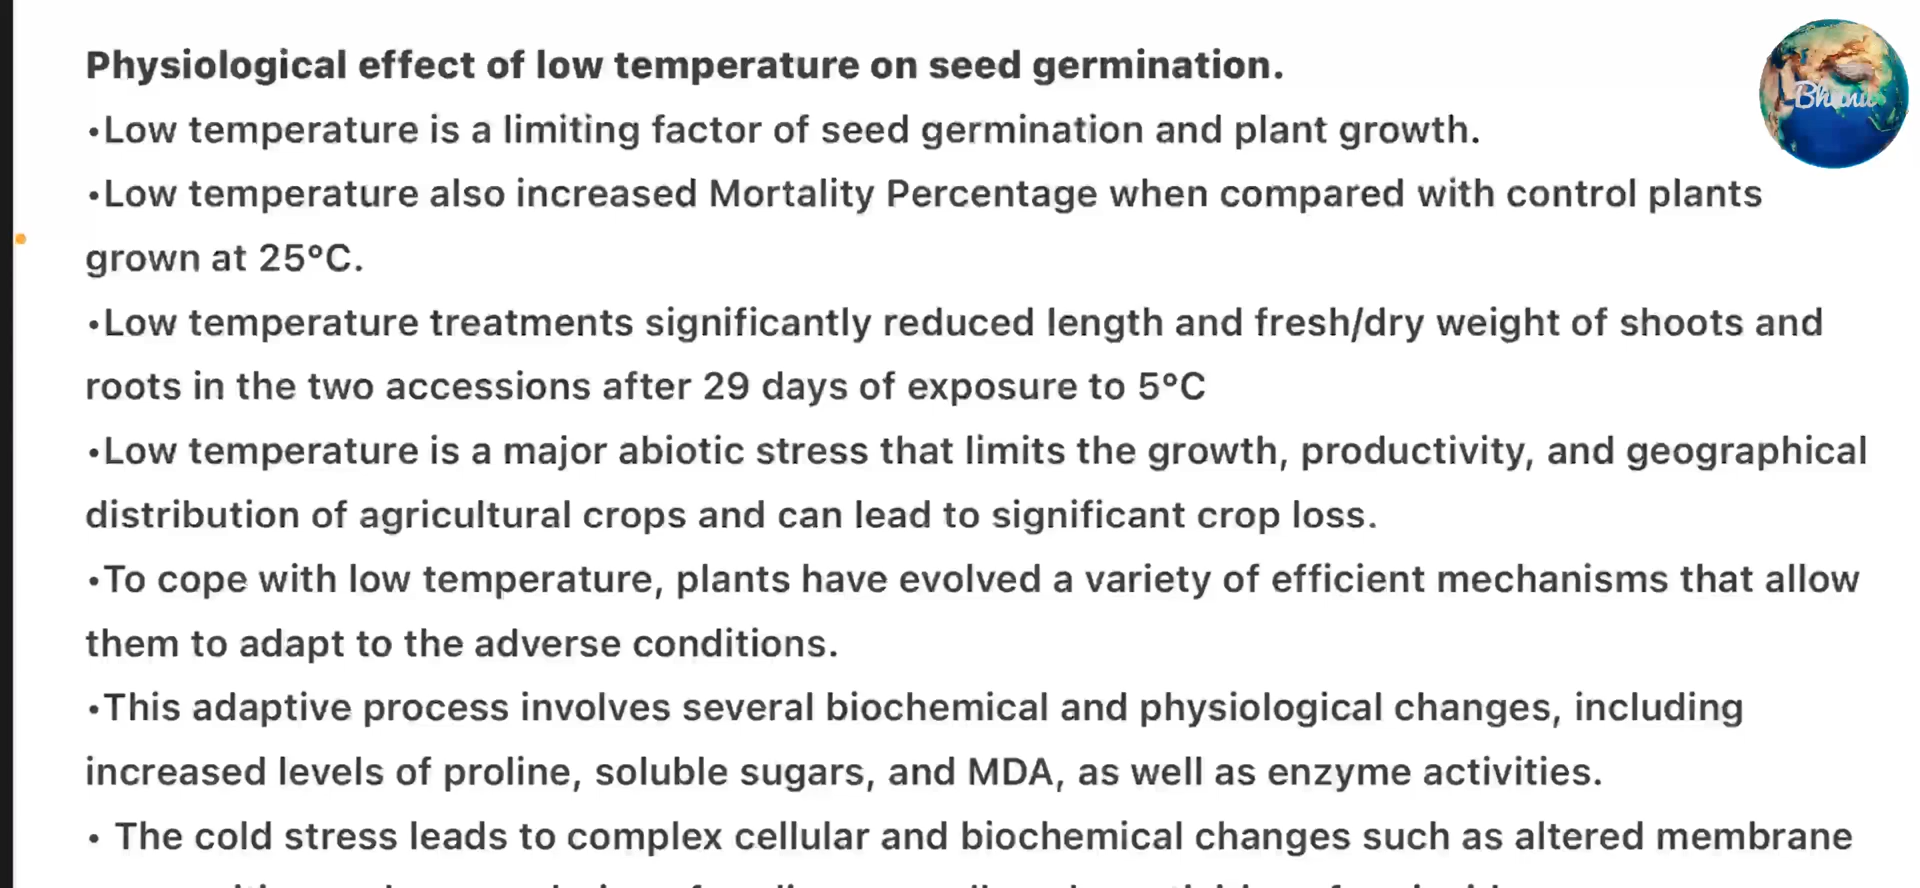 Physiological effect of low temperature on seed germination.
•Low temperature is a limiting factor of seed germination and plant growth.
•Low temperature also increased Mortality Percentage when compared with control plants
grown at 25°C.
•Low temperature treatments significantly reduced length and fresh/dry weight of shoots and
roots in the two accessions after 29 days of exposure to 5°C
•Low temperature is a major abiotic stress that limits the growth, productivity, and geographical
distribution of agricultural crops and can lead to significant crop loss.
•To cope with low temperature, plants have evolved a variety of efficient mechanisms that allow
them to adapt to the adverse conditions.
•This adaptive process involves several biochemical and physiological changes, including
increased levels of proline, soluble sugars, and MDA, as well as enzyme activities.
• The cold stress leads to complex cellular and biochemical changes such as altered membrane